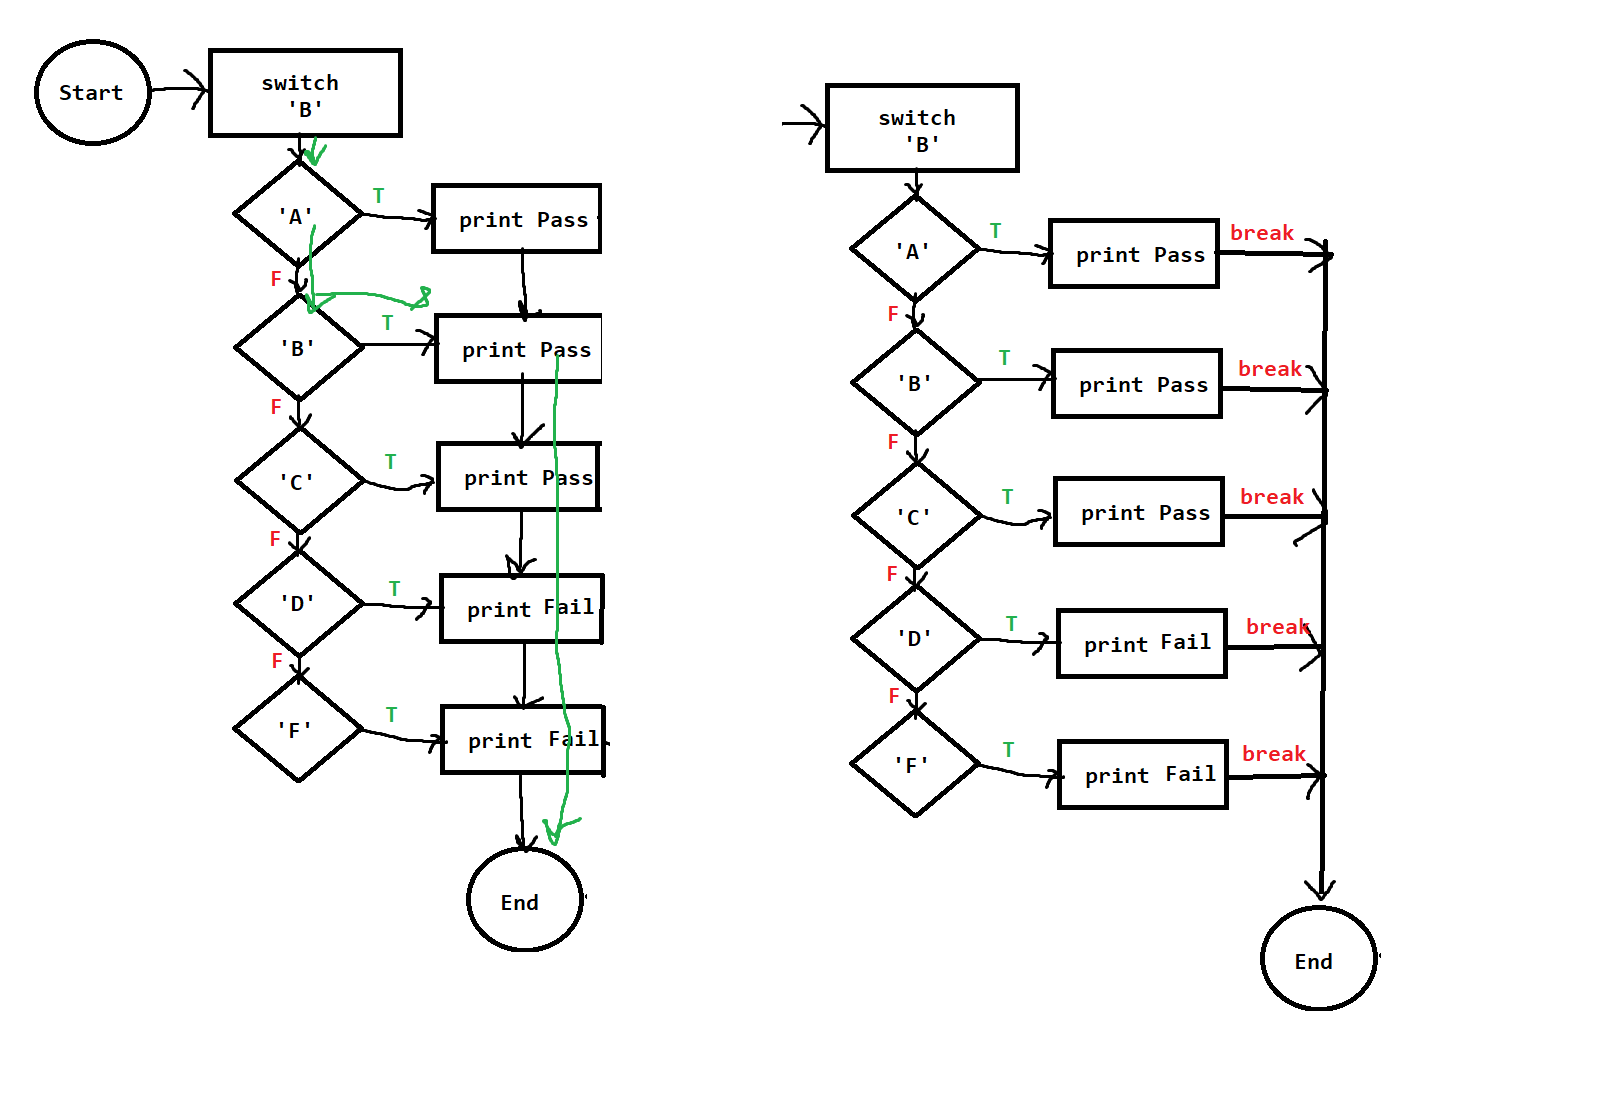 Start
switch
'B'
'A'
T
print Pass
F
'B'
T
print Pass
F
'C'
T
print Pass
F
'D'
T
print Fail
F
'F'
T
print Fail
End
switch
'B'
'A'
T
print Pass
break
F
'B'
T
print Pass
break
F
'C'
T
print Pass
break
F
'D'
T
print Fail
break
F
'F'
T
print Fail
break
End